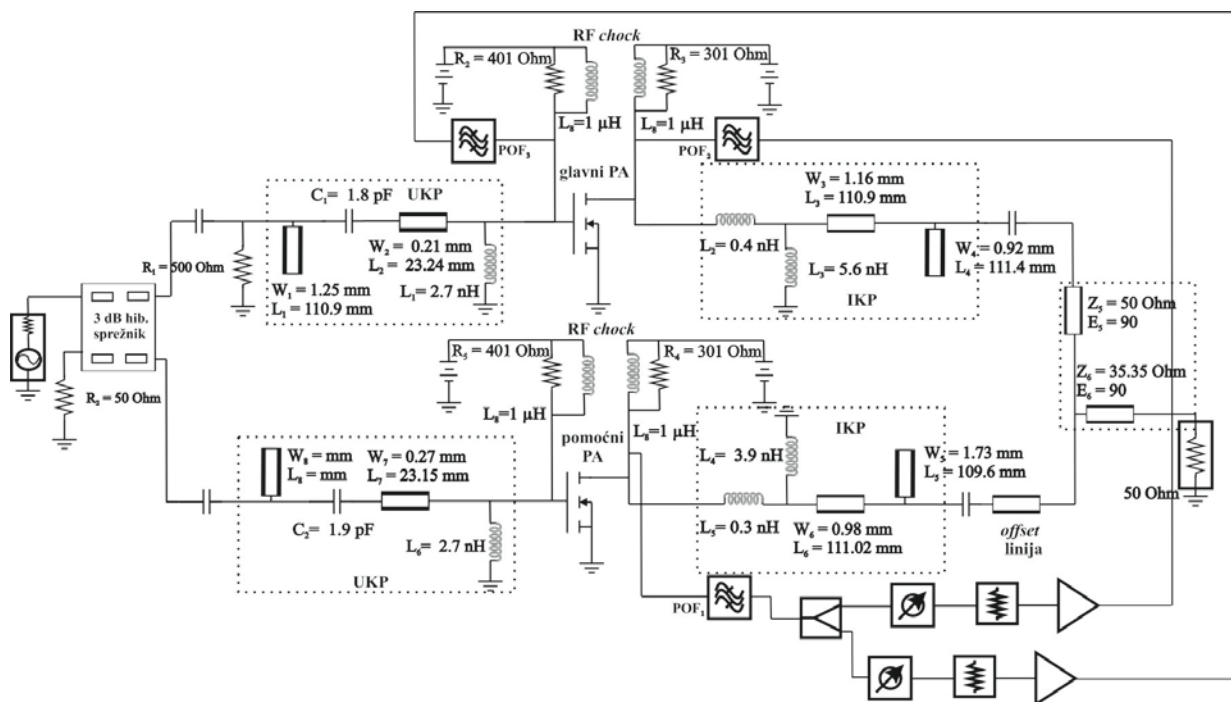 RF chock
R₂ = 401 Ohm
R₃ = 301 Ohm
L₈=1 µH
L₈=1 µH
POF₃
POF₂
glavni PA
C₁= 1.8 pF
UKP
W₂ = 0.21 mm
L₂ = 23.24 mm
L₁= 2.7 nH
R₁ = 500 Ohm
W₁ = 1.25 mm
L₁ = 110.9 mm
W₃ = 1.16 mm
L₃ = 110.9 mm
L₂= 0.4 nH
L₃= 5.6 nH
W₄= 0.92 mm
L₄= 111.4 mm
IKP
3 dB hib.
sprežnik
Z₅ = 50 Ohm
E₅ = 90
Z₆ = 35.35 Ohm
E₆ = 90
50 Ohm
RF chock
R₅ = 401 Ohm
R₄ = 301 Ohm
L₈=1 µH
L₈=1 µH
= 50 Ohm
pomoćni
PA
W₈ = mm
L₈ = mm
W₇ = 0.27 mm
L₇ = 23.15 mm
C₂= 1.9 pF
L₆= 2.7 nH
UKP
IKP
L₄= 3.9 nH
W₅ = 1.73 mm
L₅ = 109.6 mm
L₅= 0.3 nH
W₆ = 0.98 mm
L₆ = 111.02 mm
offset
linija
POF₁